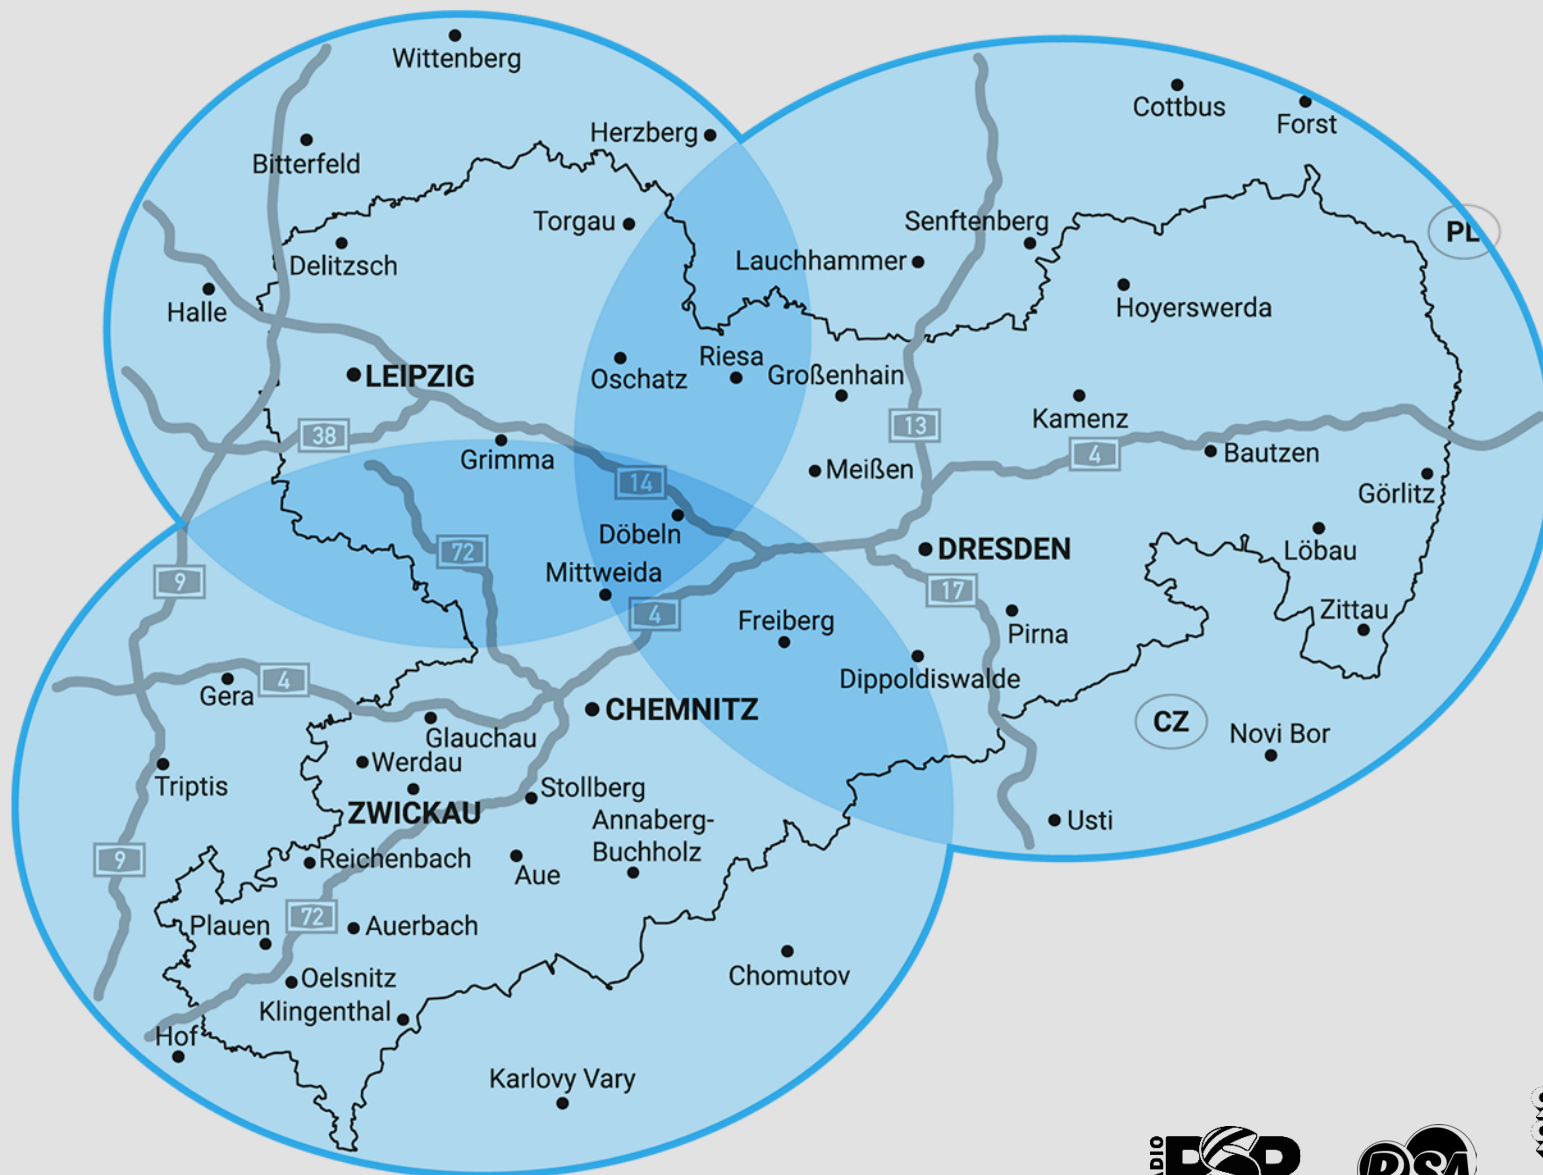 Wittenberg
Cottbus
Forst
Herzberg
Bitterfeld
Torgau
Senftenberg
PL
Lauchhammer
Delitzsch
Halle
Hoyerswerda
Riesa
LEIPZIG
Oschatz
Großenhain
Kamenz
13
38
4
Bautzen
Grimma
Meißen
14
Görlitz
Döbeln
72
DRESDEN
Löbau
Mittweida
9
17
4
Zittau
Freiberg
Pirna
4
Gera
Dippoldiswalde
CHEMNITZ
CZ
Glauchau
Novi Bor
Werdau
Triptis
Stollberg
ZWICKAU
Annaberg-
Buchholz
Usti
9
Reichenbach
Aue
72
Plauen
Auerbach
Oelsnitz
Chomutov
Klingenthal
Hof
Karlovy Vary